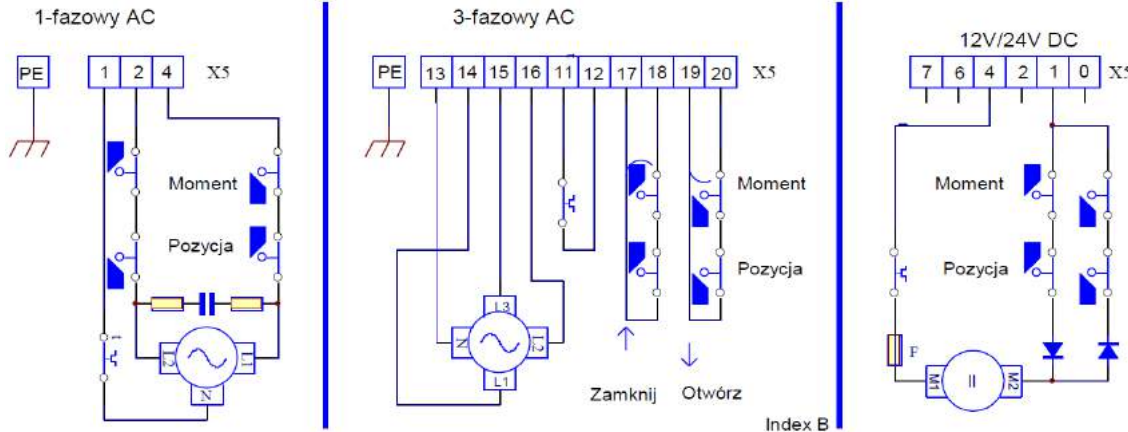 1-fazowy AC
PE 1 2 4 X5
Moment
Pozycja
1
L2 L1
N
3-fazowy AC
PE 13 14 15 16 11 12 17 18 19 20 X5
Moment
Pozycja
L3
N L2
L1
Zamknij Otwórz
Index B
12V/24V DC
7 6 4 2 1 0 X5
Moment
Pozycja
F
M1 M2